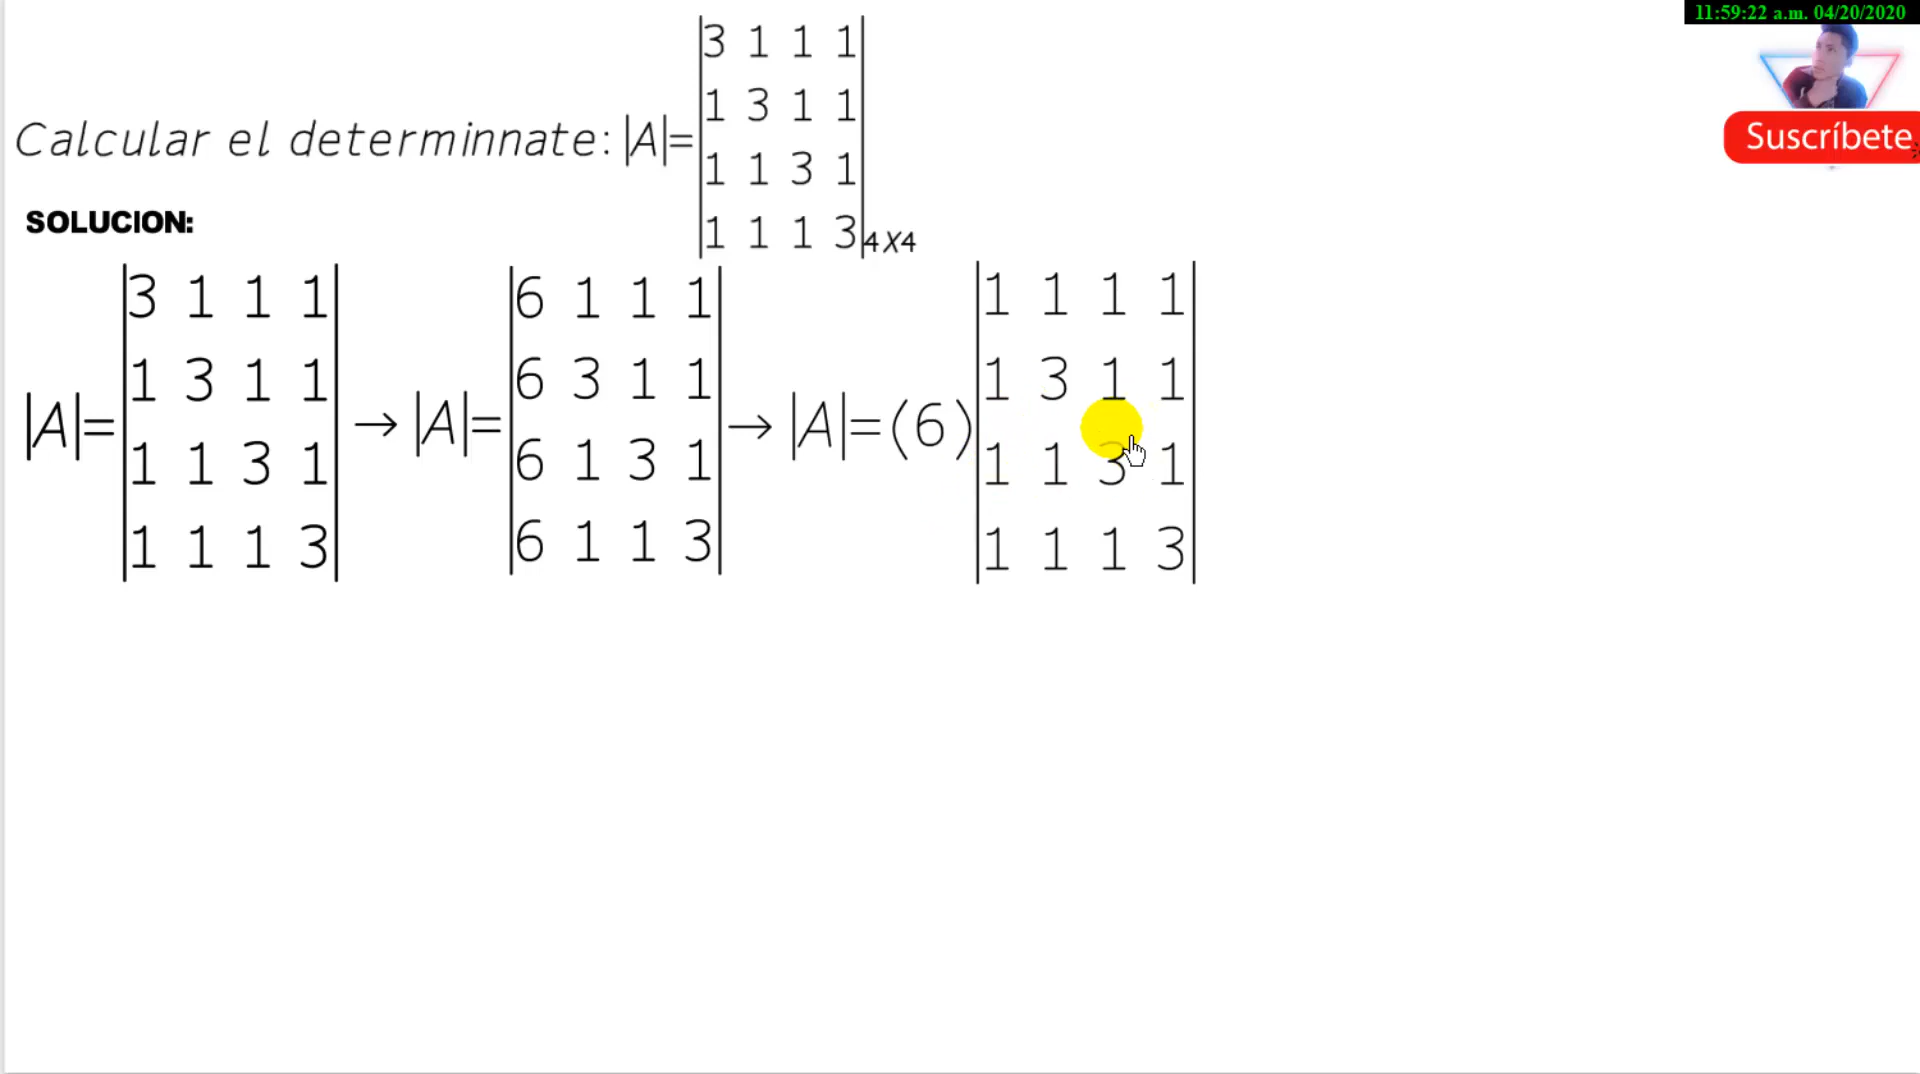 11:59:22 a.m. 04/20/2020
Suscríbete
Calcular el determinnate: |A|=
|3 1 1 1|
|1 3 1 1|
|1 1 3 1|
|1 1 1 3|4X4
SOLUCION:
|A|= |3 1 1 1| → |A|= |6 1 1 1| → |A|=(6) |1 1 1 1|
|1 3 1 1| |6 3 1 1| |1 3 1 1|
|1 1 3 1| |6 1 3 1| |1 1 3 1|
|1 1 1 3| |6 1 1 3| |1 1 1 3|